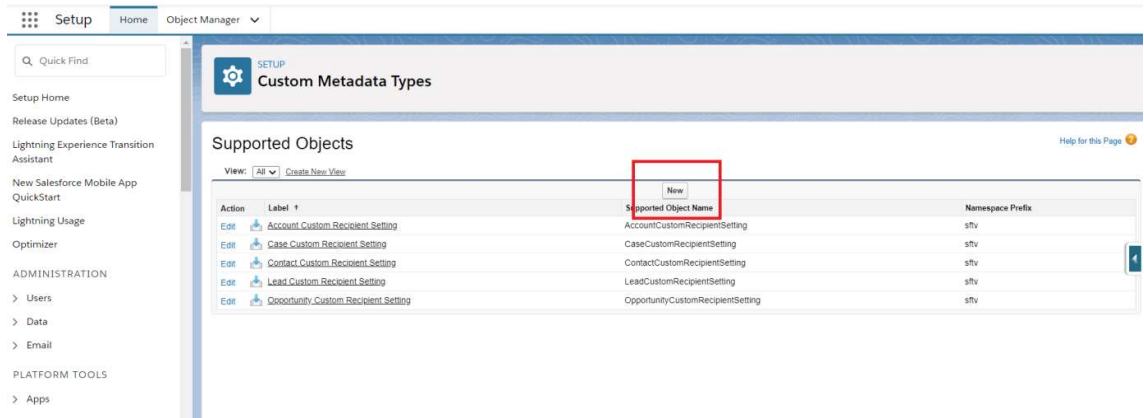 Setup Home Object Manager
Quick Find
Setup Home
Release Updates (Beta)
Lightning Experience Transition
Assistant
New Salesforce Mobile App
QuickStart
Lightning Usage
Optimizer
ADMINISTRATION
Users
Data
Email
PLATFORM TOOLS
Apps
SETUP
Custom Metadata Types
Supported Objects
Help for this Page ?
View: All Create New View
New
Action Label ↑ Supported Object Name Namespace Prefix
Edit Account Custom Recipient Setting AccountCustomRecipientSetting sftv
Edit Case Custom Recipient Setting CaseCustomRecipientSetting sftv
Edit Contact Custom Recipient Setting ContactCustomRecipientSetting sftv
Edit Lead Custom Recipient Setting LeadCustomRecipientSetting sftv
Edit Opportunity Custom Recipient Setting OpportunityCustomRecipientSetting sftv